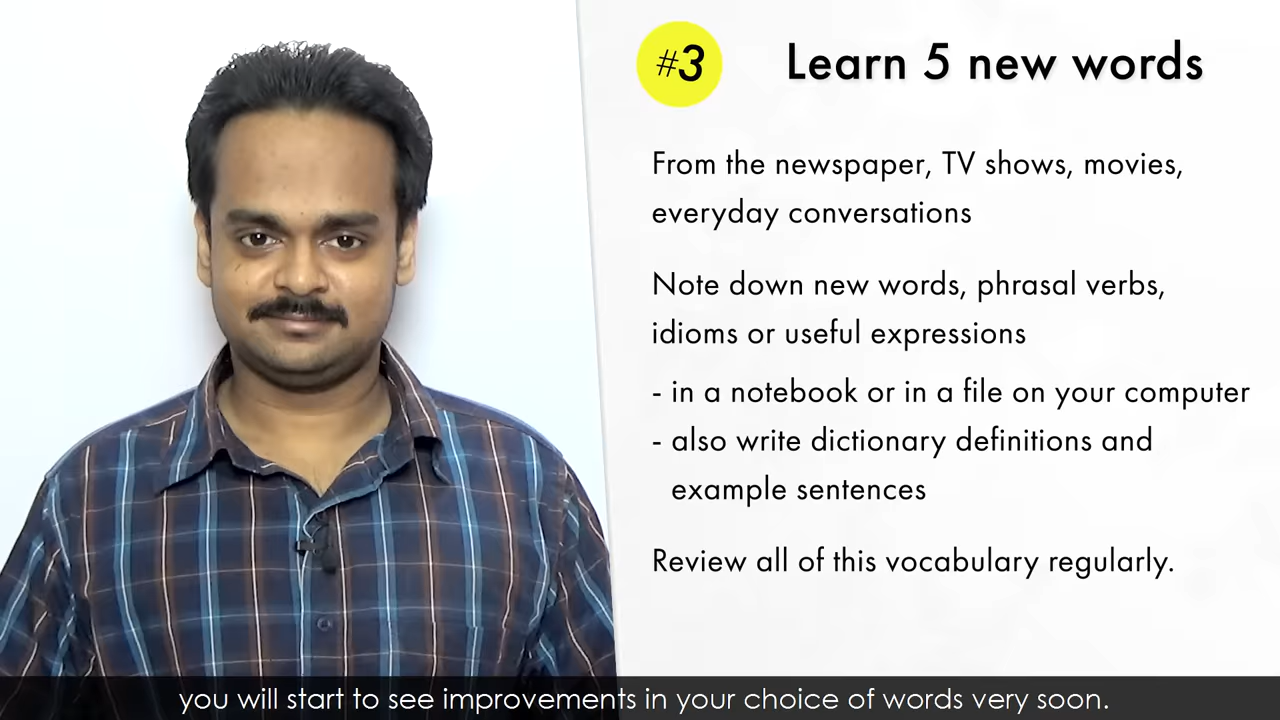 #3
Learn 5 new words
From the newspaper, TV shows, movies,
everyday conversations
Note down new words, phrasal verbs,
idioms or useful expressions
- in a notebook or in a file on your computer
- also write dictionary definitions and
example sentences
Review all of this vocabulary regularly.
you will start to see improvements in your choice of words very soon.